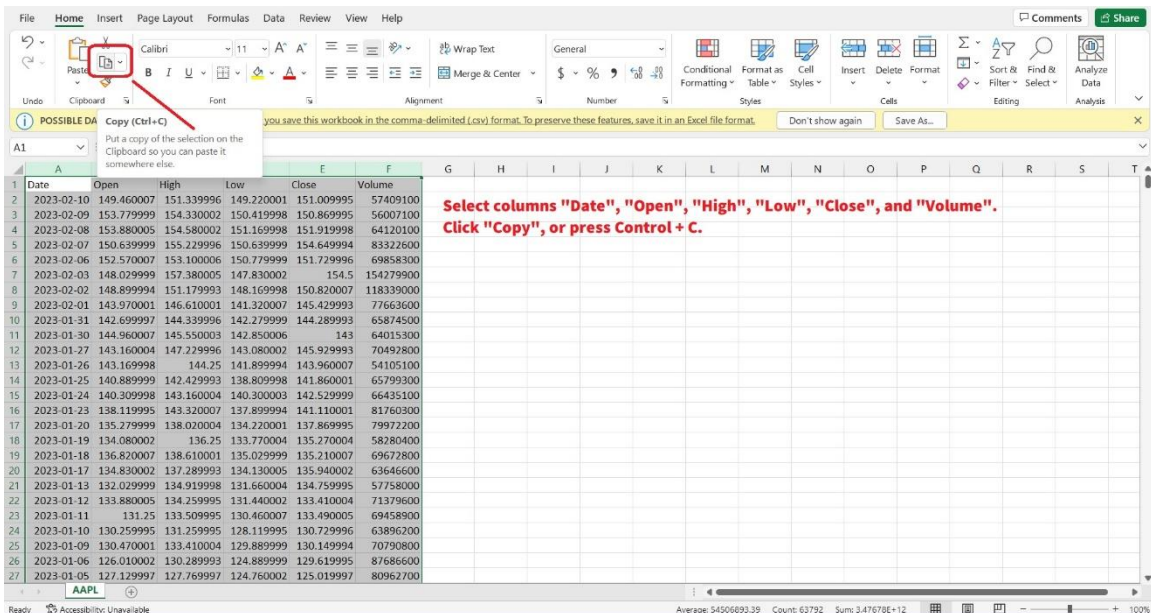 File Home Insert Page Layout Formulas Data Review View Help Comments Share
Calibri 11 A^ A˅ Wrap Text General
Paste B I U A Merge & Center $ % 9 Conditional Formatting Format as Table Cell Styles Insert Delete Format Sort & Filter Find & Select Analyze Data
Undo Clipboard Font Alignment Number Styles Cells Editing Analysis
POSSIBLE DA you save this workbook in the comma-delimited (.csv) format. To preserve these features, save it in an Excel file format. Don't show again Save As...
Copy (Ctrl+C)
Put a copy of the selection on the
Clipboard so you can paste it
somewhere else.
A1
A E F G H I J K L M N O P Q R S T
1 Date Open High Low Close Volume
2 2023-02-10 149.460007 151.339996 149.220001 151.009995 57409100
3 2023-02-09 153.779999 154.330002 150.419998 150.869995 56007100
4 2023-02-08 153.880005 154.580002 151.169998 151.919998 64120100
5 2023-02-07 150.639999 155.229996 150.639999 154.649994 83322600
6 2023-02-06 152.570007 153.100006 150.779999 151.729996 69858300
7 2023-02-03 148.029999 157.380005 147.830002 154.5 154279900
8 2023-02-02 148.899994 151.179993 148.169998 150.820007 118339000
9 2023-02-01 143.970001 146.610001 141.320007 145.429993 77663600
10 2023-01-31 142.699997 144.339996 142.279999 144.289993 65874500
11 2023-01-30 144.960007 145.550003 142.850006 143 64015300
12 2023-01-27 143.160004 147.229996 143.080002 145.929993 70492800
13 2023-01-26 143.169998 144.25 141.899994 143.960007 54105100
14 2023-01-25 140.889999 142.429993 138.809998 141.860001 65799300
15 2023-01-24 140.309998 143.160004 140.300003 142.529999 66435100
16 2023-01-23 138.119995 143.320007 137.899994 141.110001 81760300
17 2023-01-20 135.279999 138.020004 134.220001 137.869995 79972200
18 2023-01-19 134.080002 136.25 133.770004 135.270004 58280400
19 2023-01-18 136.820007 138.610001 135.029999 135.210007 69672800
20 2023-01-17 134.830002 137.289993 134.130005 135.940002 63646600
21 2023-01-13 132.029999 134.919998 131.660004 134.759995 57758000
22 2023-01-12 133.880005 134.259995 131.440002 133.410004 71379600
23 2023-01-11 131.25 133.509995 130.460007 133.490005 69458900
24 2023-01-10 130.259995 131.259995 128.119995 130.729996 63896200
25 2023-01-09 130.470001 133.410004 129.889999 130.149994 70790800
26 2023-01-06 126.010002 130.289993 124.889999 129.619995 87686600
27 2023-01-05 127.129997 127.769997 124.760002 125.019997 80962700
Select columns "Date", "Open", "High", "Low", "Close", and "Volume".
Click "Copy", or press Control + C.
AAPL
Ready Accessibility: Unavailable Average: 54506893.39 Count: 63792 Sum: 3.47678E+12 100%